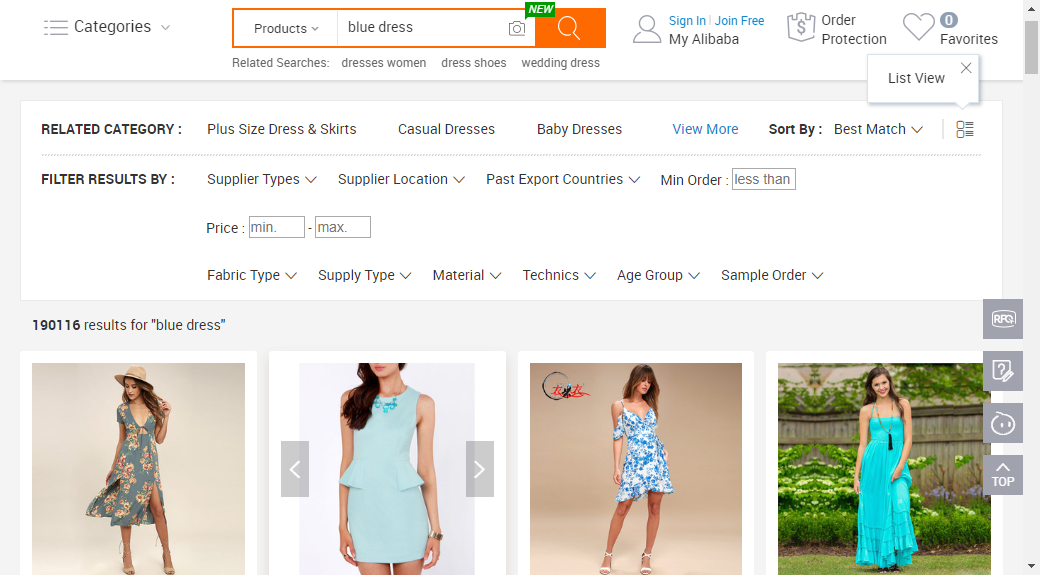 Categories
Products
blue dress
NEW
Sign In | Join Free
My Alibaba
Order
Protection
0
Favorites
Related Searches: dresses women dress shoes wedding dress
List View
RELATED CATEGORY : Plus Size Dress & Skirts Casual Dresses Baby Dresses View More Sort By : Best Match
FILTER RESULTS BY : Supplier Types Supplier Location Past Export Countries Min Order : less than
Price : min. - max.
Fabric Type Supply Type Material Technics Age Group Sample Order
190116 results for "blue dress"
RFQ
TOP